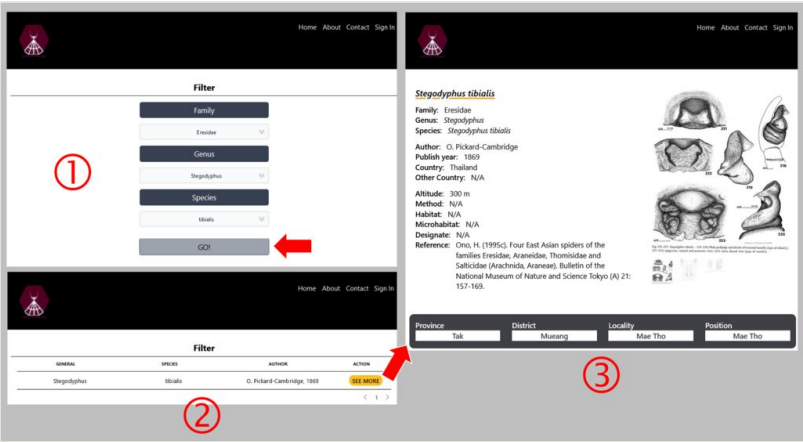 Home About Contact Sign In
Filter
Family
Eresidae
Genus
Stegodyphus
Species
tibialis
GO!
①
Home About Contact Sign In
Filter
GENERAL SPECIES AUTHOR ACTION
Stegodyphus tibialis O. Pickard-Cambridge, 1869 SEE MORE
< 1 >
②
Home About Contact Sign In
Stegodyphus tibialis
Family: Eresidae
Genus: Stegodyphus
Species: Stegodyphus tibialis
Author: O. Pickard-Cambridge
Publish year: 1869
Country: Thailand
Other Country: N/A
Altitude: 300 m
Method: N/A
Habitat: N/A
Microhabitat: N/A
Designate: N/A
Reference: Ono, H. (1995c). Four East Asian spiders of the
families Eresidae, Araneidae, Thomisidae and
Salticidae (Arachnida, Araneae). Bulletin of the
National Museum of Nature and Science Tokyo (A) 21:
157-169.
Province District Locality Position
Tak Mueang Mae Tho Mae Tho
③